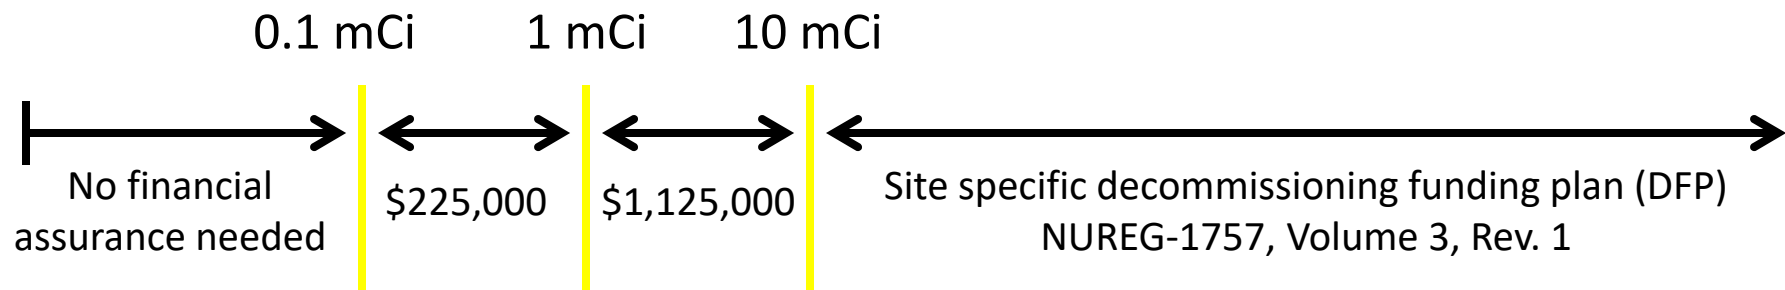 0.1 mCi
1 mCi
10 mCi
No financial
assurance needed
$225,000
$1,125,000
Site specific decommissioning funding plan (DFP)
NUREG-1757, Volume 3, Rev. 1